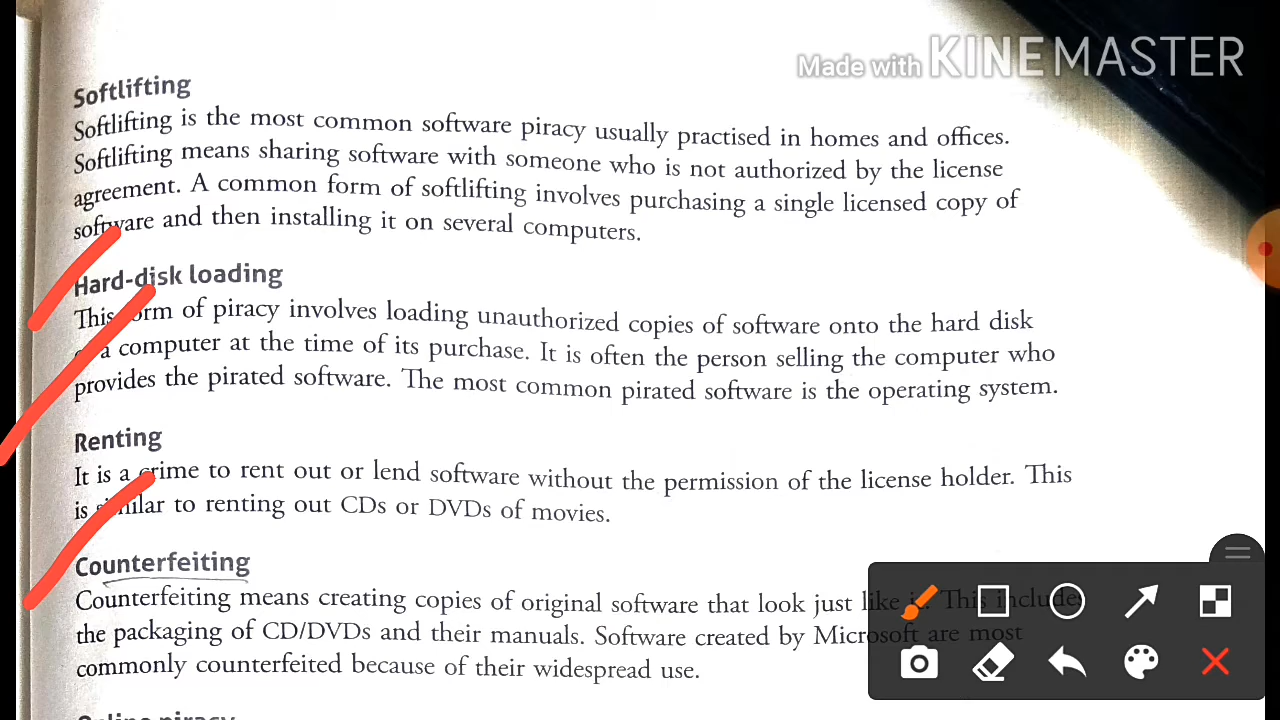 Made with KINEMASTER
Softlifting
Softlifting is the most common software piracy usually practised in homes and offices.
Softlifting means sharing software with someone who is not authorized by the license
agreement. A common form of softlifting involves purchasing a single licensed copy of
software and then installing it on several computers.
Hard-disk loading
This form of piracy involves loading unauthorized copies of software onto the hard disk
a computer at the time of its purchase. It is often the person selling the computer who
provides the pirated software. The most common pirated software is the operating system.
Renting
It is a crime to rent out or lend software without the permission of the license holder. This
is similar to renting out CDs or DVDs of movies.
Counterfeiting
Counterfeiting means creating copies of original software that look just like it. This includes
the packaging of CD/DVDs and their manuals. Software created by Microsoft are most
commonly counterfeited because of their widespread use.
Online piracy